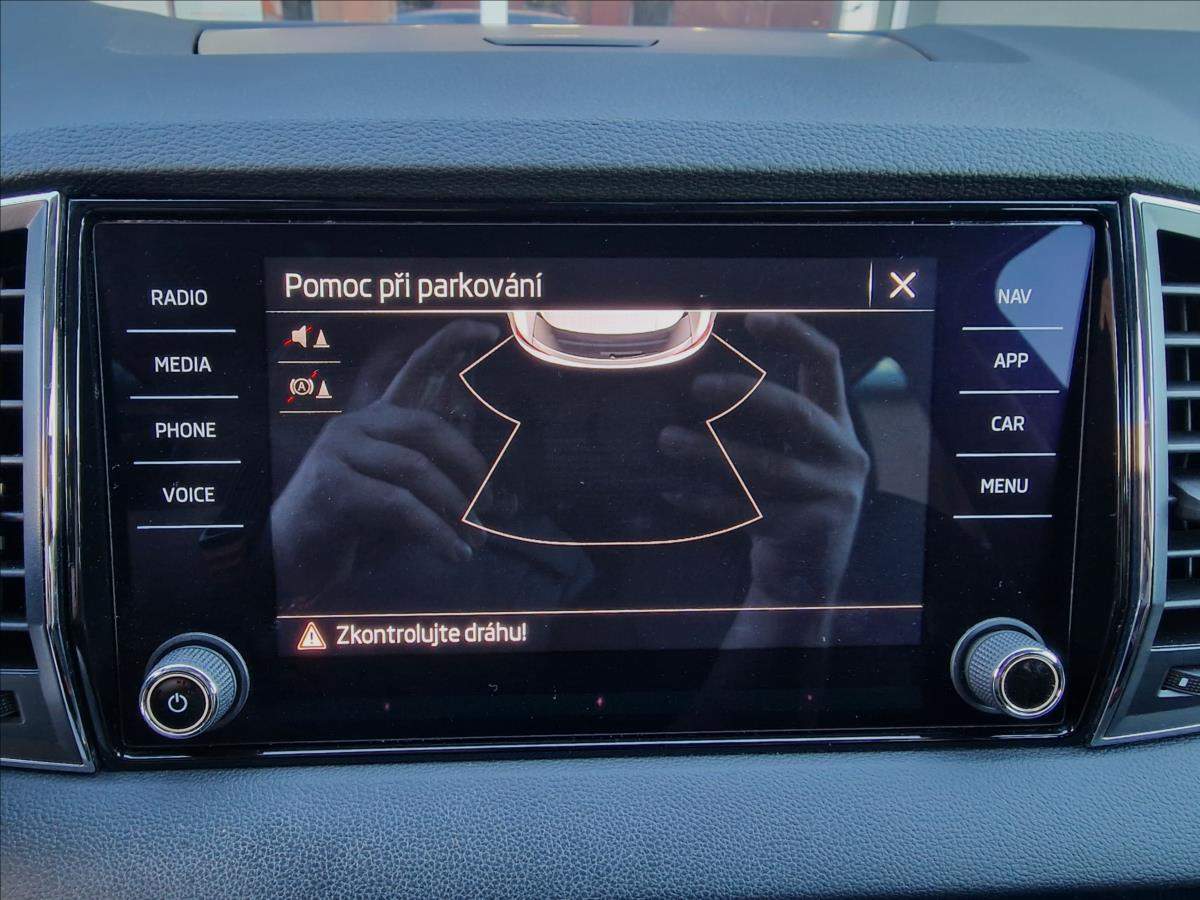 Pomoc při parkování
RADIO
MEDIA
PHONE
VOICE
A
NAV
APP
CAR
MENU
Zkontrolujte dráhu!